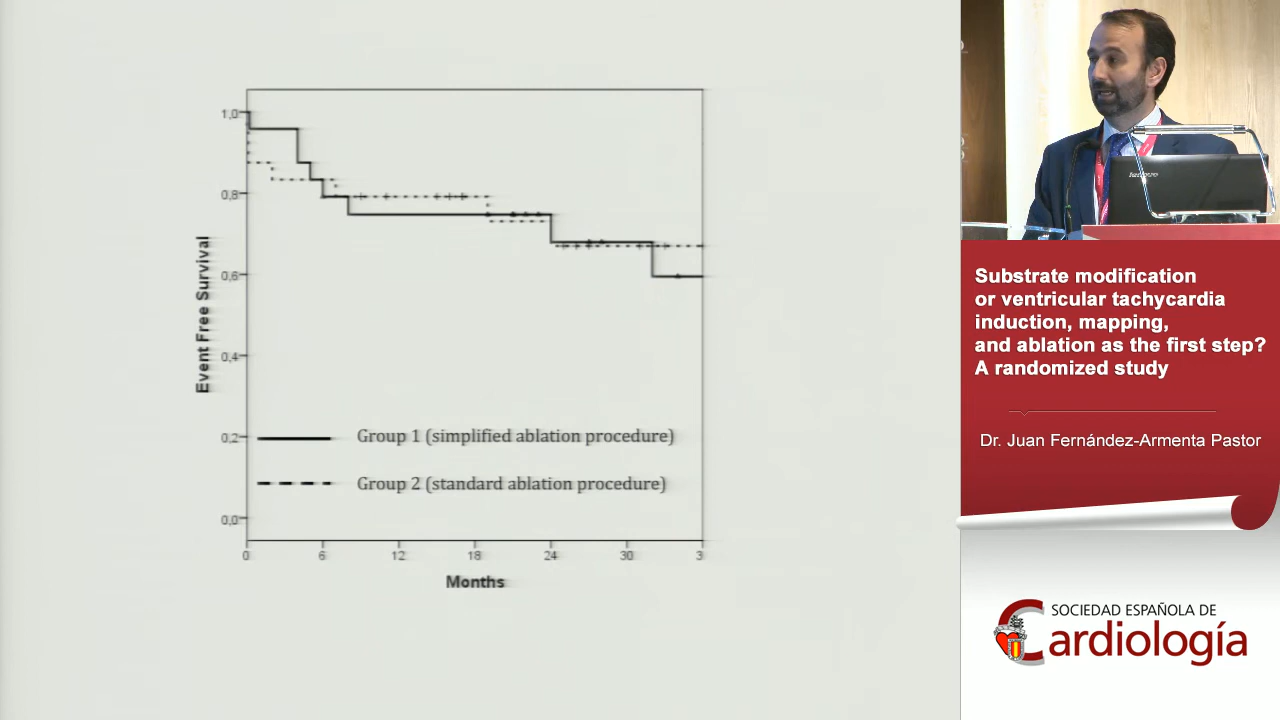 1,0
0,8
0,6
0,4
0,2
0,0
Event Free Survival
Group 1 (simplified ablation procedure)
Group 2 (standard ablation procedure)
0 6 12 18 24 30 3
Months
lenovo
Substrate modification
or ventricular tachycardia
induction, mapping,
and ablation as the first step?
A randomized study
Dr. Juan Fernández-Armenta Pastor
SOCIEDAD ESPAÑOLA DE
Cardiología